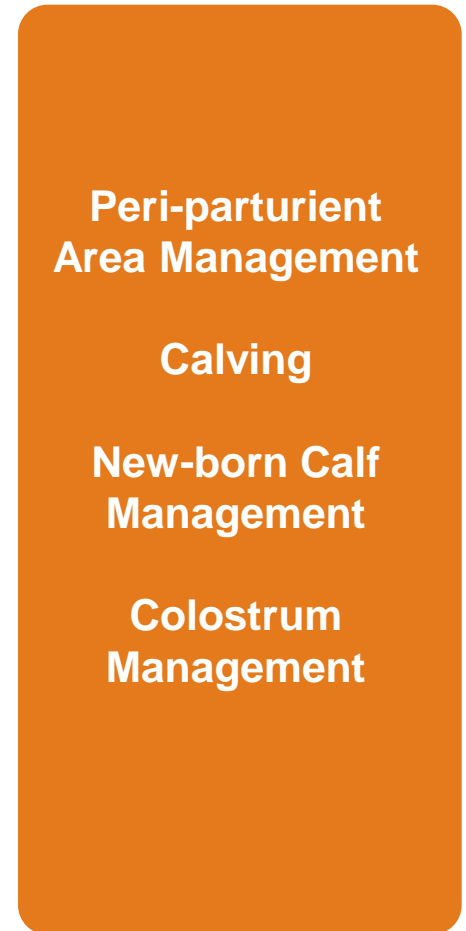 Peri-parturient
Area Management
Calving
New-born Calf
Management
Colostrum
Management